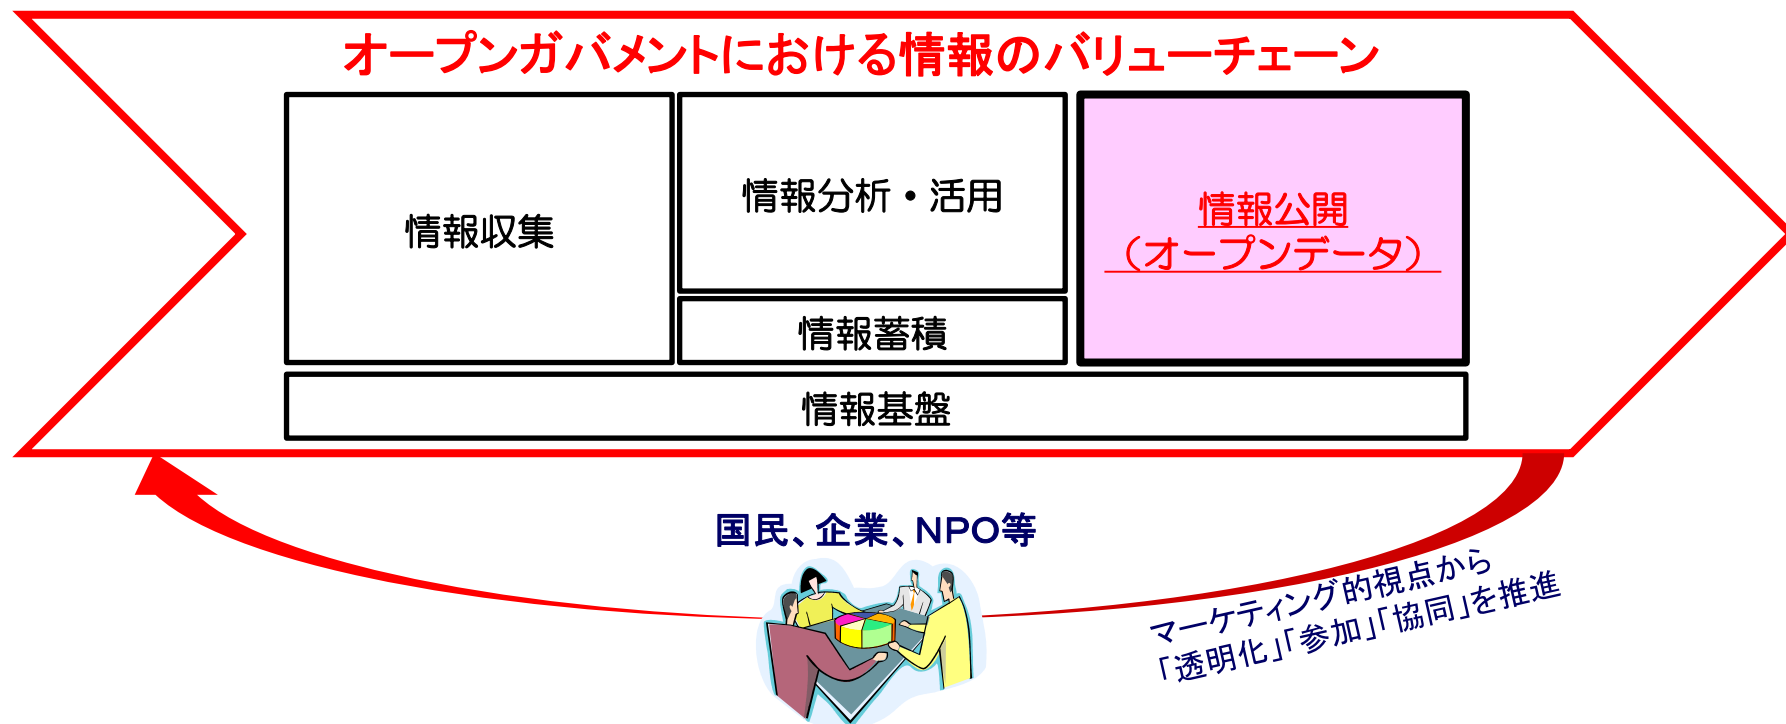 オープンガバメントにおける情報のバリューチェーン
情報収集
情報分析・活用
情報蓄積
情報公開
（オープンデータ）
情報基盤
国民、企業、NPO等
マーケティング的視点から
「透明化」「参加」「協同」を推進